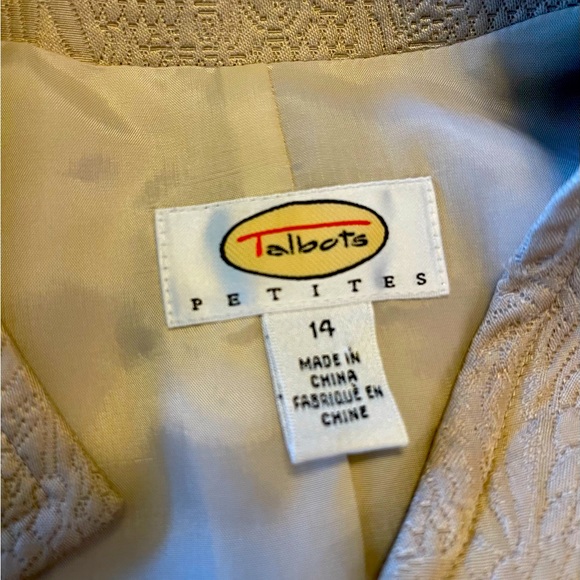 Talbots
PETITES
14
MADE IN
CHINA
FABRIQUÉ EN
CHINE